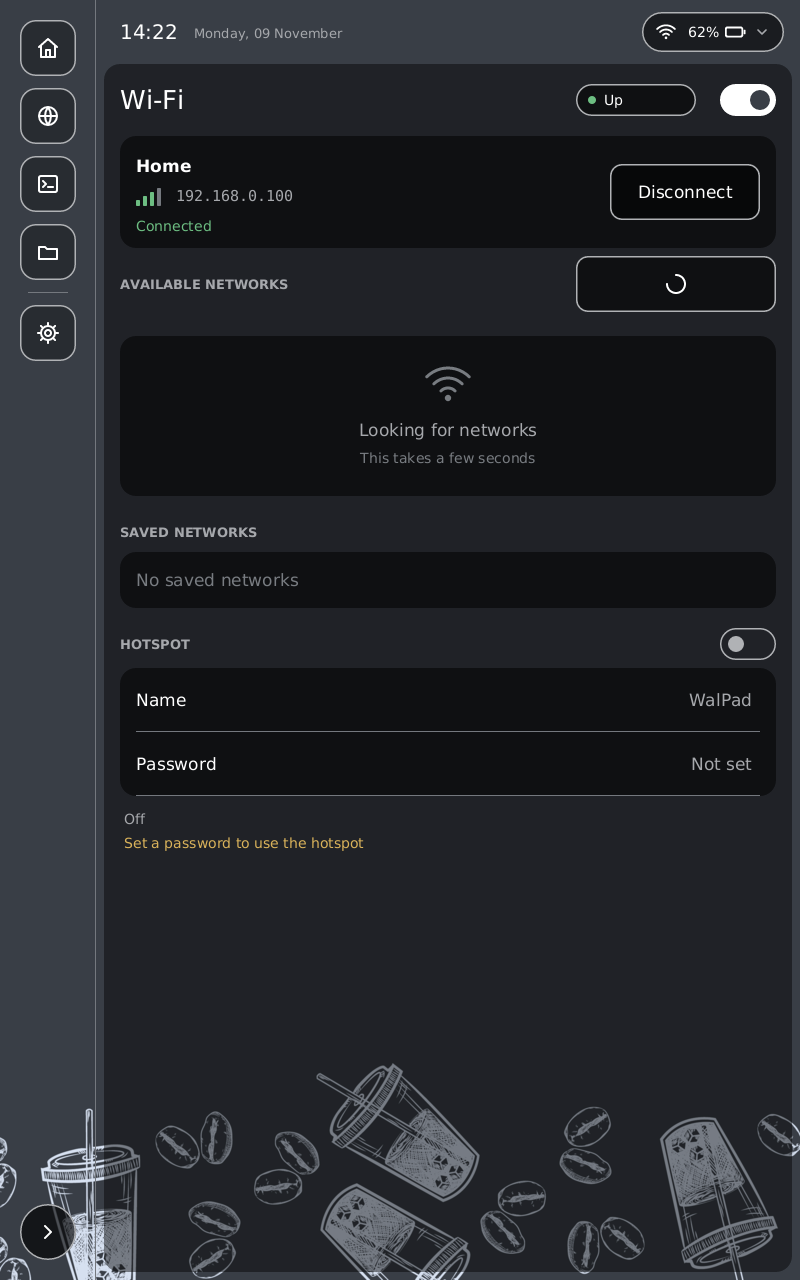 14:22 Monday, 09 November 62%
Wi-Fi Up
Home
192.168.0.100
Connected
Disconnect
AVAILABLE NETWORKS
Looking for networks
This takes a few seconds
SAVED NETWORKS
No saved networks
HOTSPOT
Name WalPad
Password Not set
Off
Set a password to use the hotspot